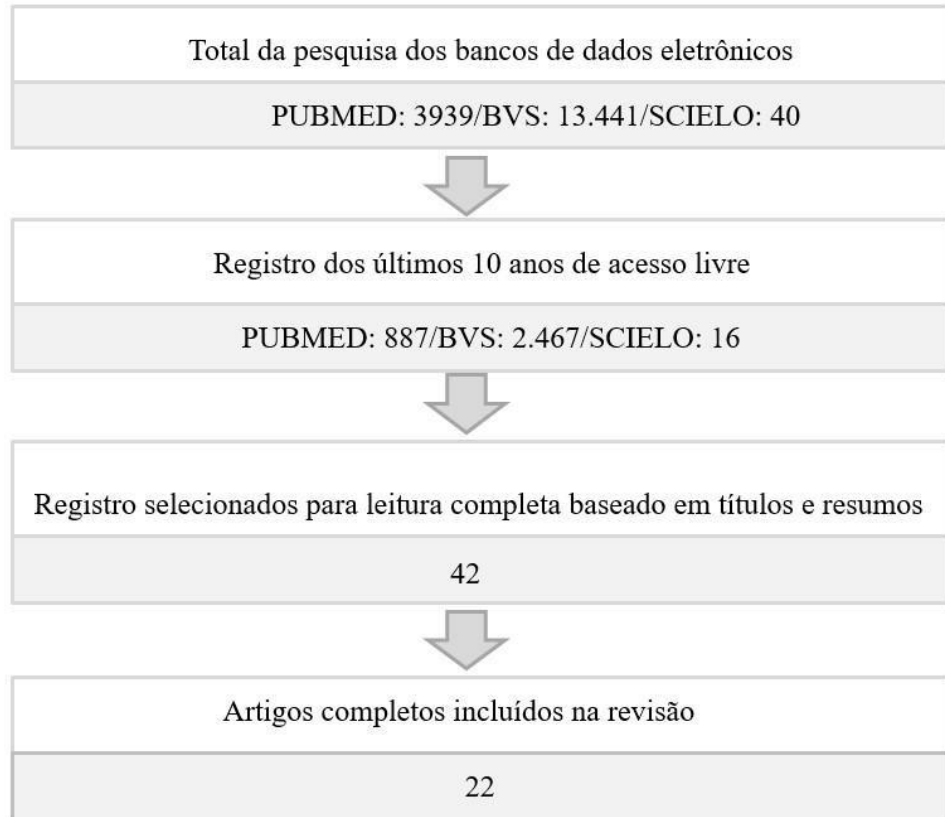 Total da pesquisa dos bancos de dados eletrônicos
PUBMED: 3939/BVS: 13.441/SCIELO: 40
Registro dos últimos 10 anos de acesso livre
PUBMED: 887/BVS: 2.467/SCIELO: 16
Registro selecionados para leitura completa baseado em títulos e resumos
42
Artigos completos incluídos na revisão
22